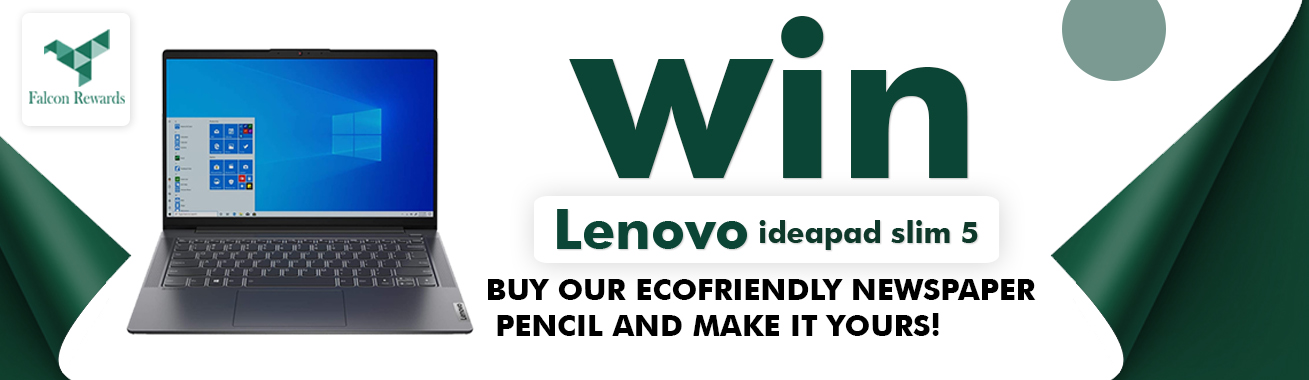 Falcon Rewards
win
Lenovo ideapad slim 5
BUY OUR ECOFRIENDLY NEWSPAPER
PENCIL AND MAKE IT YOURS!
Lenovo